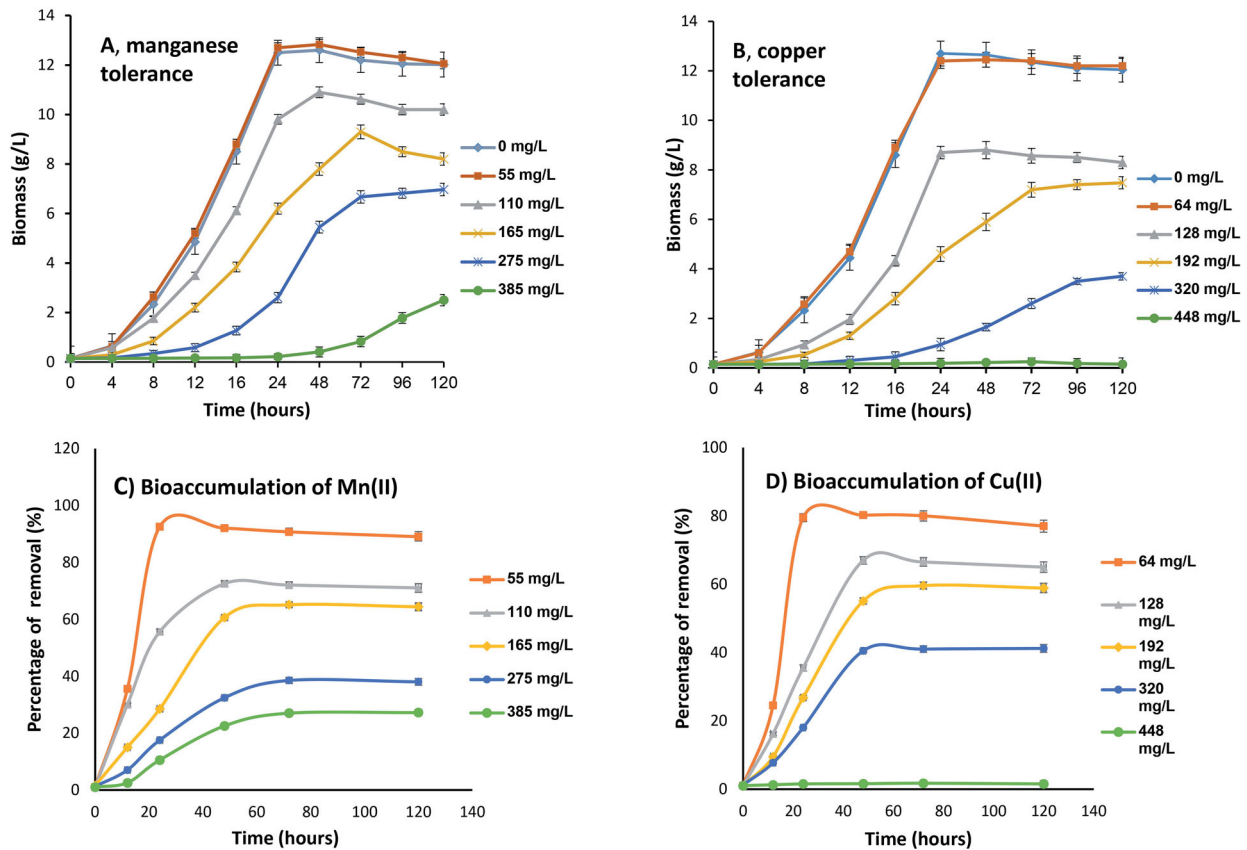 A, manganese
tolerance
Biomass (g/L)
14
12
10
8
6
4
2
0
0 4 8 12 16 24 48 72 96 120
Time (hours)
0 mg/L
55 mg/L
110 mg/L
165 mg/L
275 mg/L
385 mg/L
B, copper
tolerance
Biomass (g/L)
14
12
10
8
6
4
2
0
0 4 8 12 16 24 48 72 96 120
Time (hours)
0 mg/L
64 mg/L
128 mg/L
192 mg/L
320 mg/L
448 mg/L
C) Bioaccumulation of Mn(II)
Percentage of removal (%)
120
100
80
60
40
20
0
0 20 40 60 80 100 120 140
Time (hours)
55 mg/L
110 mg/L
165 mg/L
275 mg/L
385 mg/L
D) Bioaccumulation of Cu(II)
Percentage of removal (%)
100
80
60
40
20
0
0 20 40 60 80 100 120 140
Time (hours)
64 mg/L
128
mg/L
192
mg/L
320
mg/L
448
mg/L